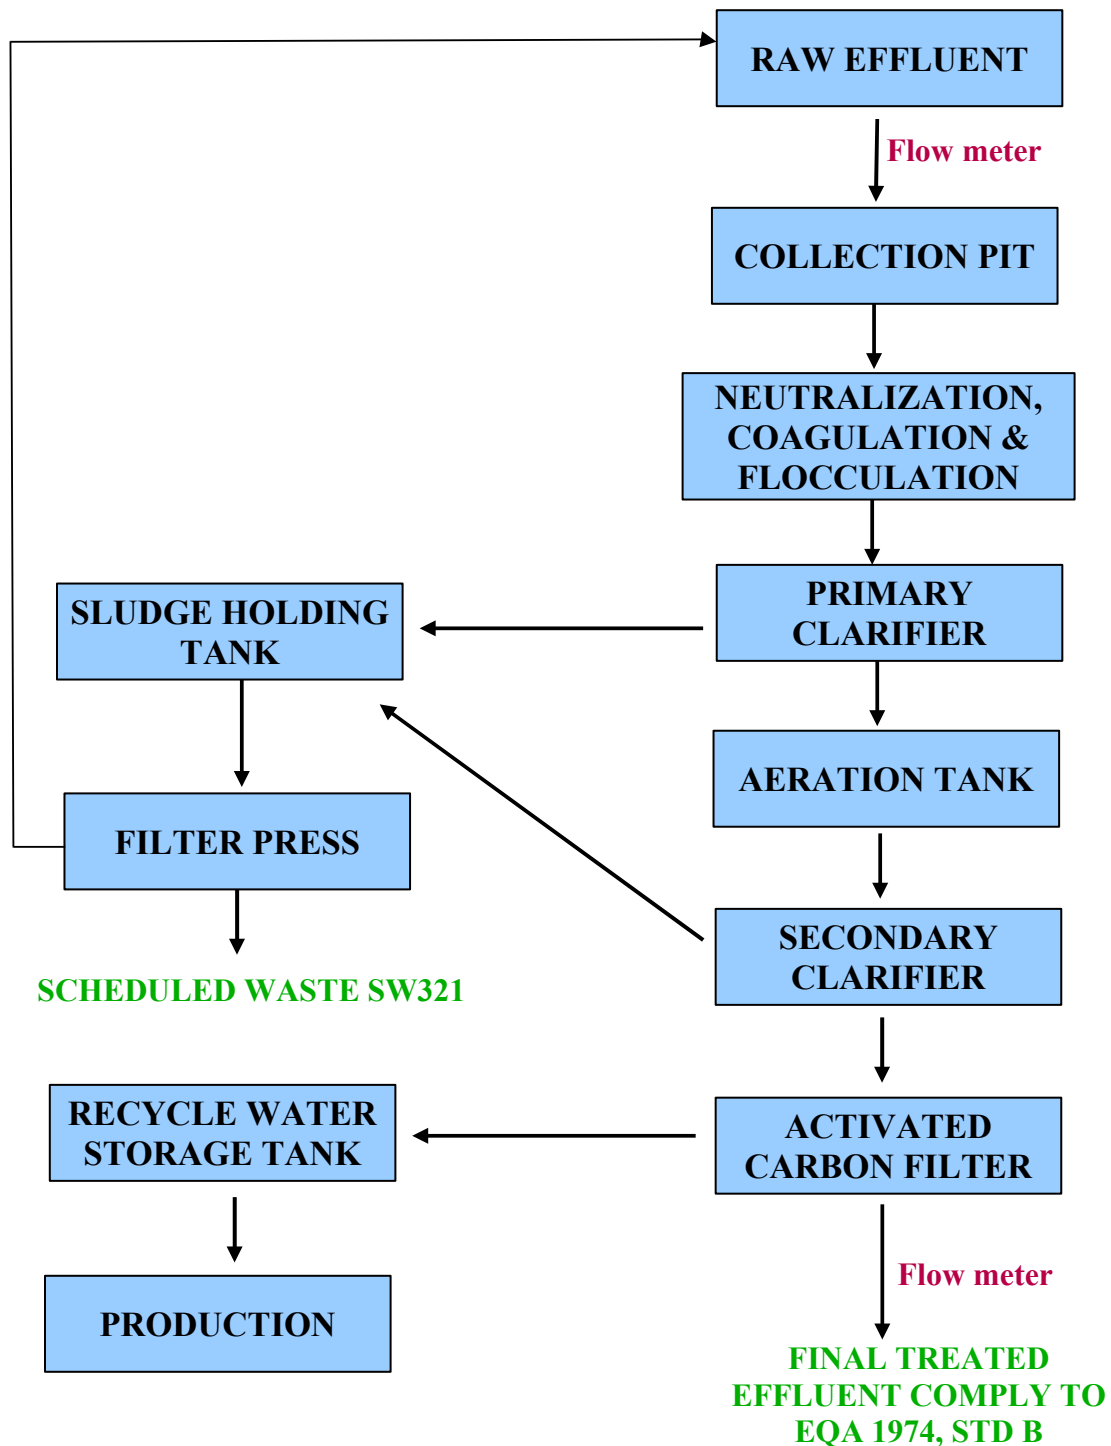 RAW EFFLUENT
Flow meter
COLLECTION PIT
NEUTRALIZATION,
COAGULATION &
FLOCCULATION
PRIMARY
CLARIFIER
SLUDGE HOLDING
TANK
AERATION TANK
FILTER PRESS
SECONDARY
CLARIFIER
SCHEDULED WASTE SW321
RECYCLE WATER
STORAGE TANK
ACTIVATED
CARBON FILTER
Flow meter
PRODUCTION
FINAL TREATED
EFFLUENT COMPLY TO
EQA 1974, STD B